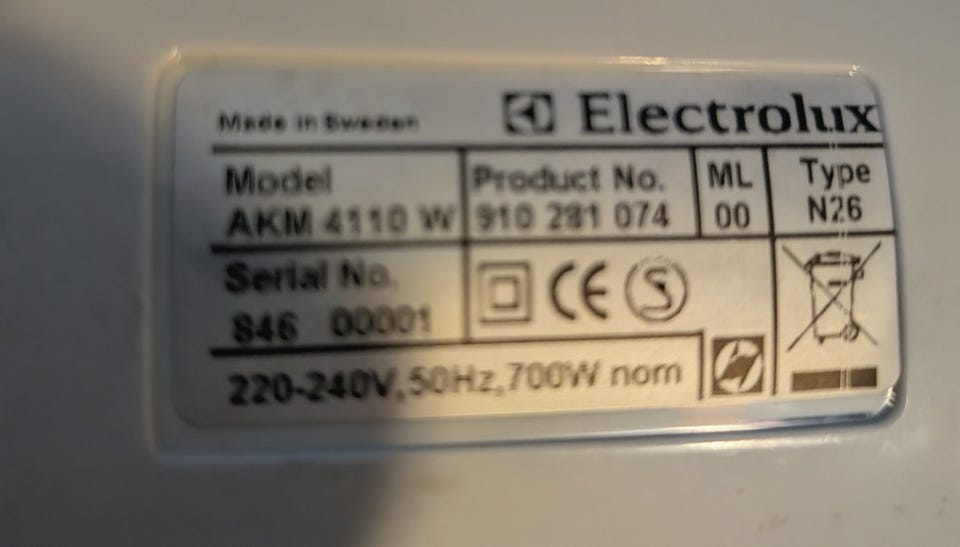 Made in Sweden Electrolux
Model Product No. ML Type
AKM 4110 W 910 281 074 00 N26
Serial No.
846 00001
220-240V,50Hz,700W nom